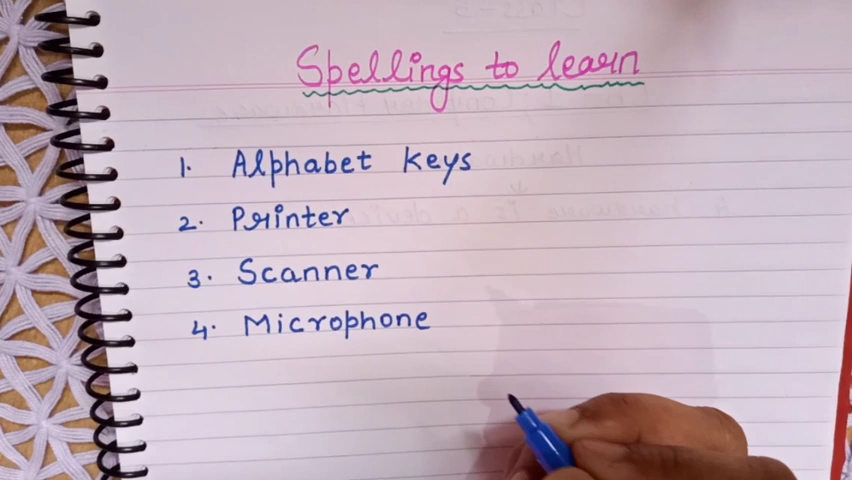 Spellings to learn
1. Alphabet keys
2. Printer
3. Scanner
4. Microphone